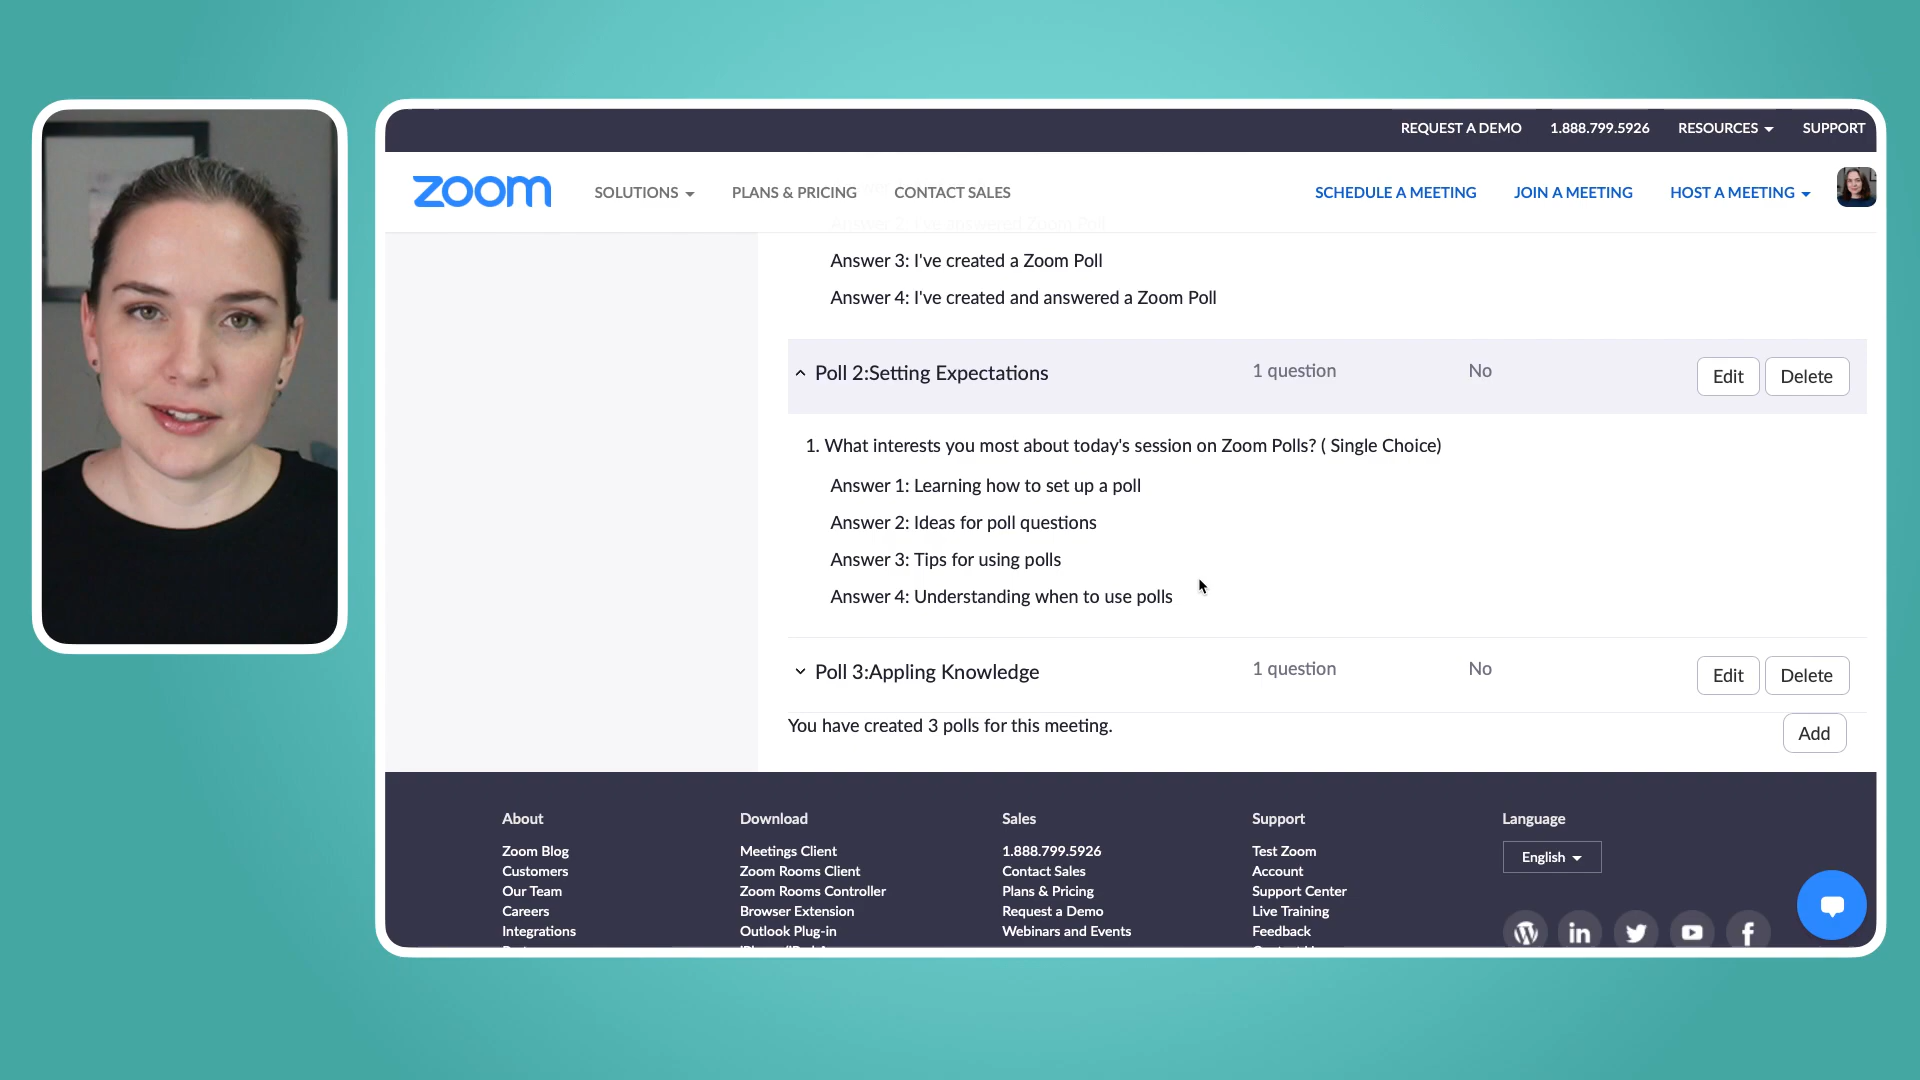 REQUEST A DEMO 1.888.799.5926 RESOURCES SUPPORT
zoom SOLUTIONS PLANS & PRICING CONTACT SALES SCHEDULE A MEETING JOIN A MEETING HOST A MEETING
Answer 2: I've answered Zoom Poll
Answer 3: I've created a Zoom Poll
Answer 4: I've created and answered a Zoom Poll
Poll 2:Setting Expectations 1 question No Edit Delete
1. What interests you most about today's session on Zoom Polls? ( Single Choice)
Answer 1: Learning how to set up a poll
Answer 2: Ideas for poll questions
Answer 3: Tips for using polls
Answer 4: Understanding when to use polls
Poll 3:Appling Knowledge 1 question No Edit Delete
You have created 3 polls for this meeting. Add
About Download Sales Support Language
Zoom Blog Meetings Client 1.888.799.5926 Test Zoom English
Customers Zoom Rooms Client Contact Sales Account
Our Team Zoom Rooms Controller Plans & Pricing Support Center
Careers Browser Extension Request a Demo Live Training
Integrations Outlook Plug-in Webinars and Events Feedback